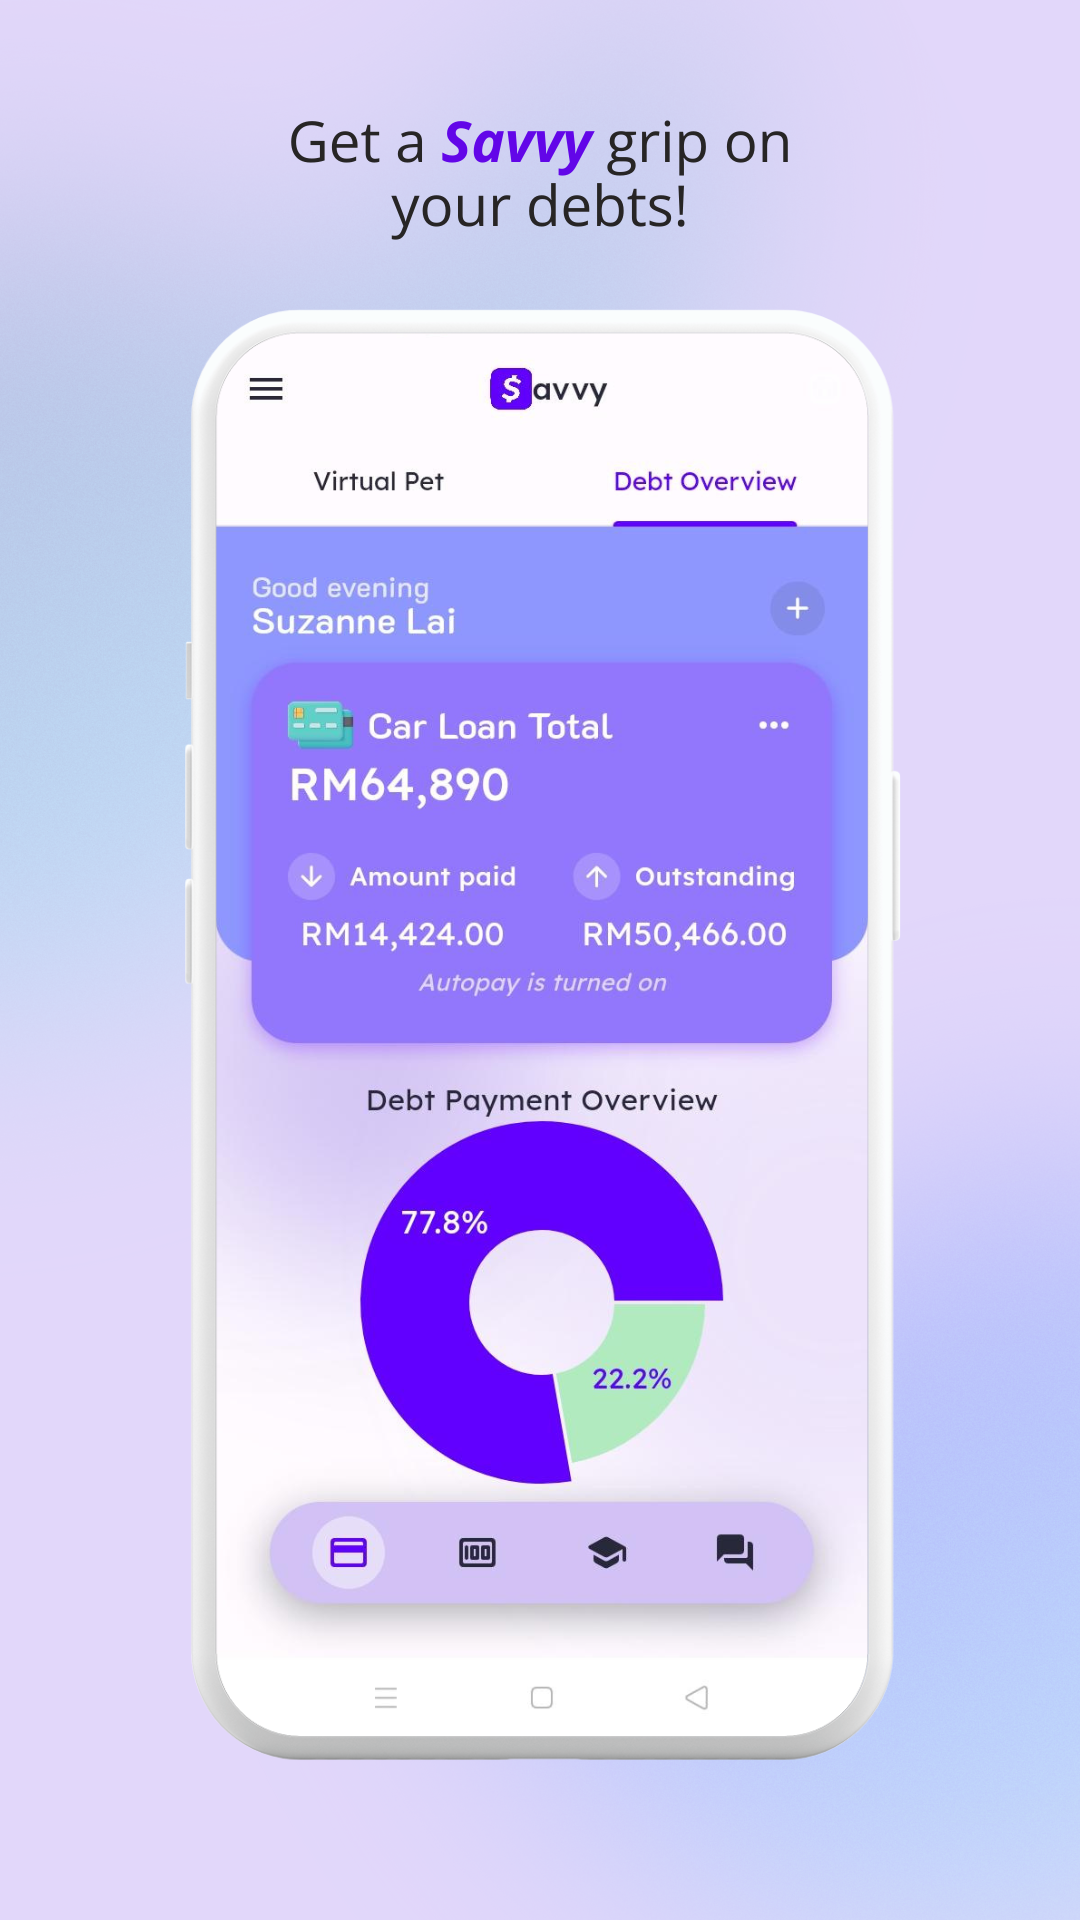 Get a Savvy grip on
your debts!
$avvy
Virtual Pet
Debt Overview
Good evening
Suzanne Lai
Car Loan Total
RM64,890
Amount paid
Outstanding
RM14,424.00
RM50,466.00
Autopay is turned on
Debt Payment Overview
77.8%
22.2%
100